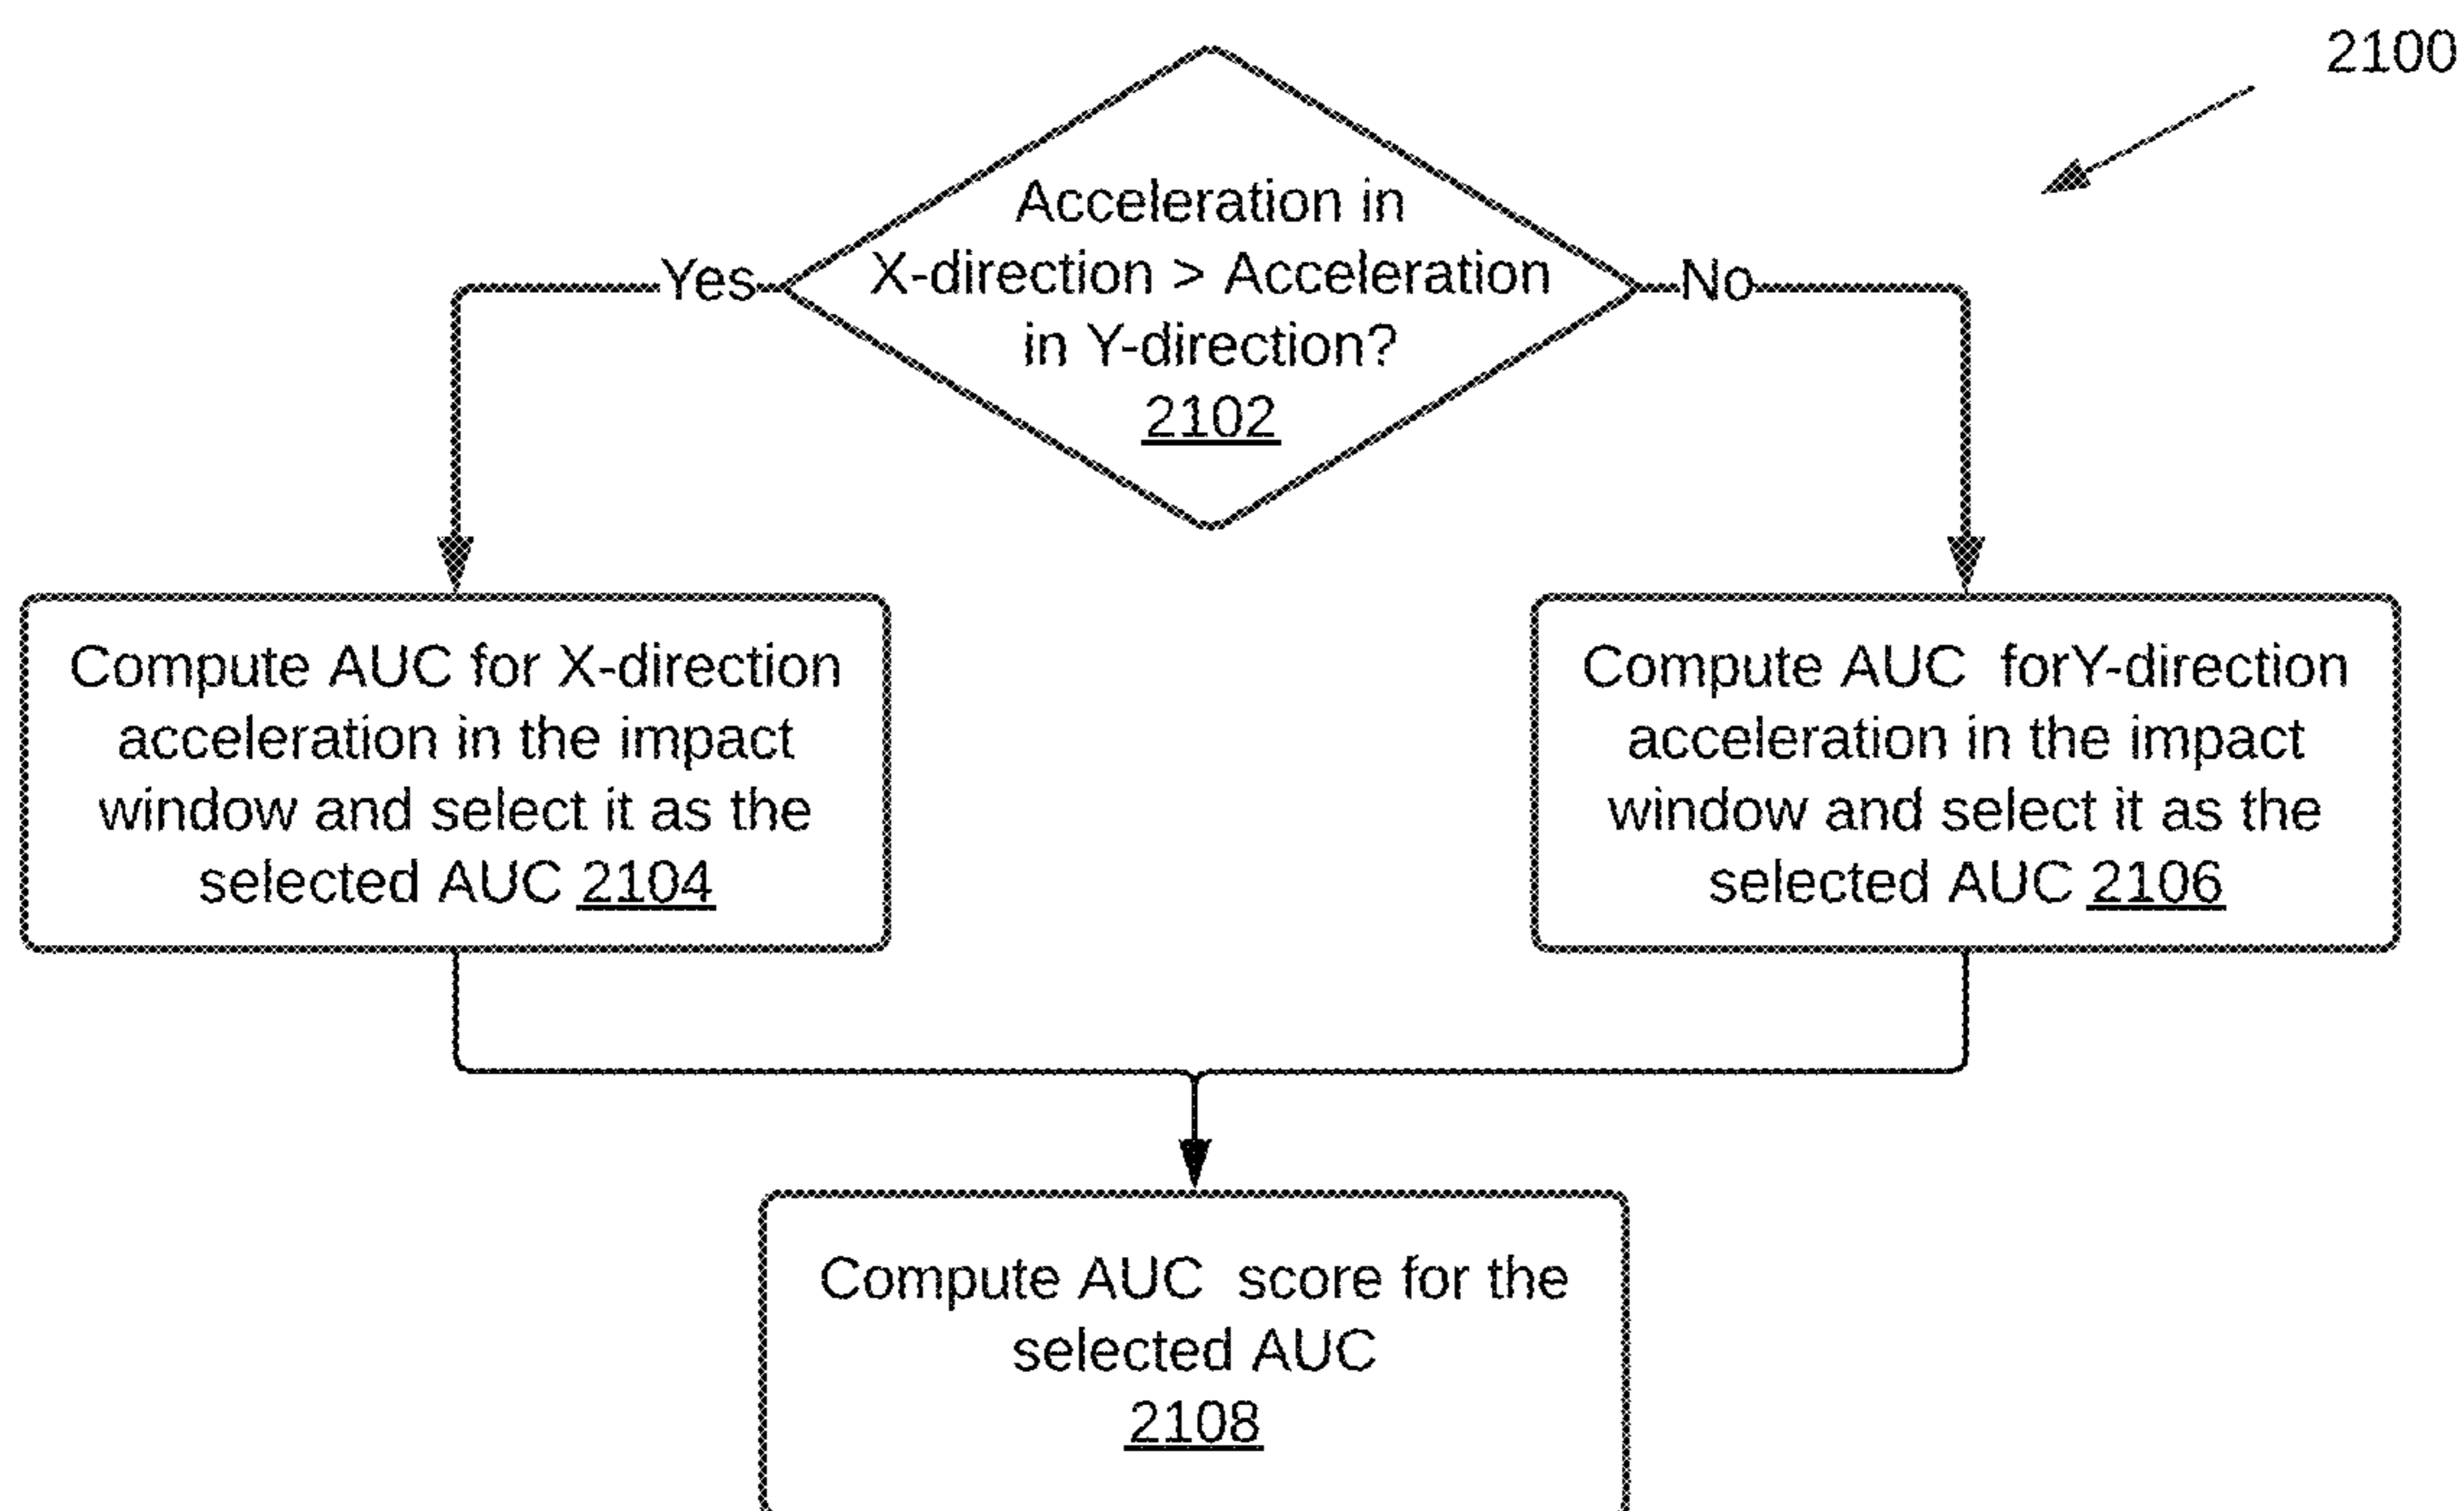 2100
Acceleration in
X-direction > Acceleration
in Y-direction?
2102
Yes
No
Compute AUC for X-direction
acceleration in the impact
window and select it as the
selected AUC 2104
Compute AUC forY-direction
acceleration in the impact
window and select it as the
selected AUC 2106
Compute AUC score for the
selected AUC
2108